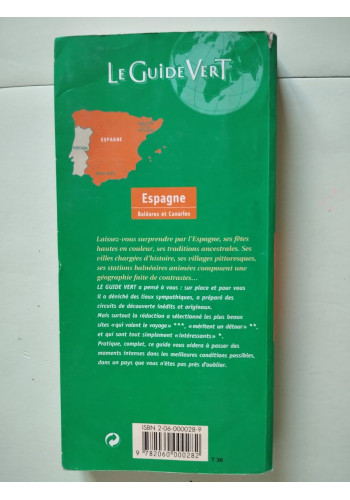 LE GUIDE VERT
ESPAGNE
Espagne
Baléares et Canaries
Laissez-vous surprendre par l'Espagne, ses fêtes
hautes en couleur, ses traditions ancestrales. Ses
villes chargées d'histoire, ses villages pittoresques,
ses stations balnéaires animées composent une
géographie faite de contrastes...
LE GUIDE VERT a pensé à vous : sur place et pour vous
il a déniché des lieux sympathiques, a préparé des
circuits de découverte inédits et originaux.
Mais surtout la rédaction a sélectionné les plus beaux
sites «qui valent le voyage» ***, «méritent un détour» **,
et qui sont tout simplement «intéressants» *.
Pratique, complet, ce guide vous aidera à passer des
moments intenses dans les meilleures conditions possibles,
dans un pays que vous n'êtes pas près d'oublier.
ISBN 2-06-000028-9
9 782060 000282